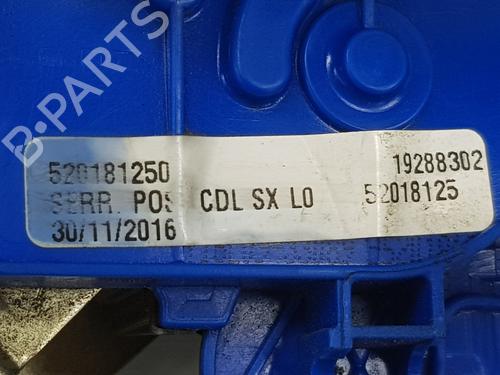 B-PARTS
520181250 19288302
SERR. POS CDL SX LO 52018125
30/11/2016